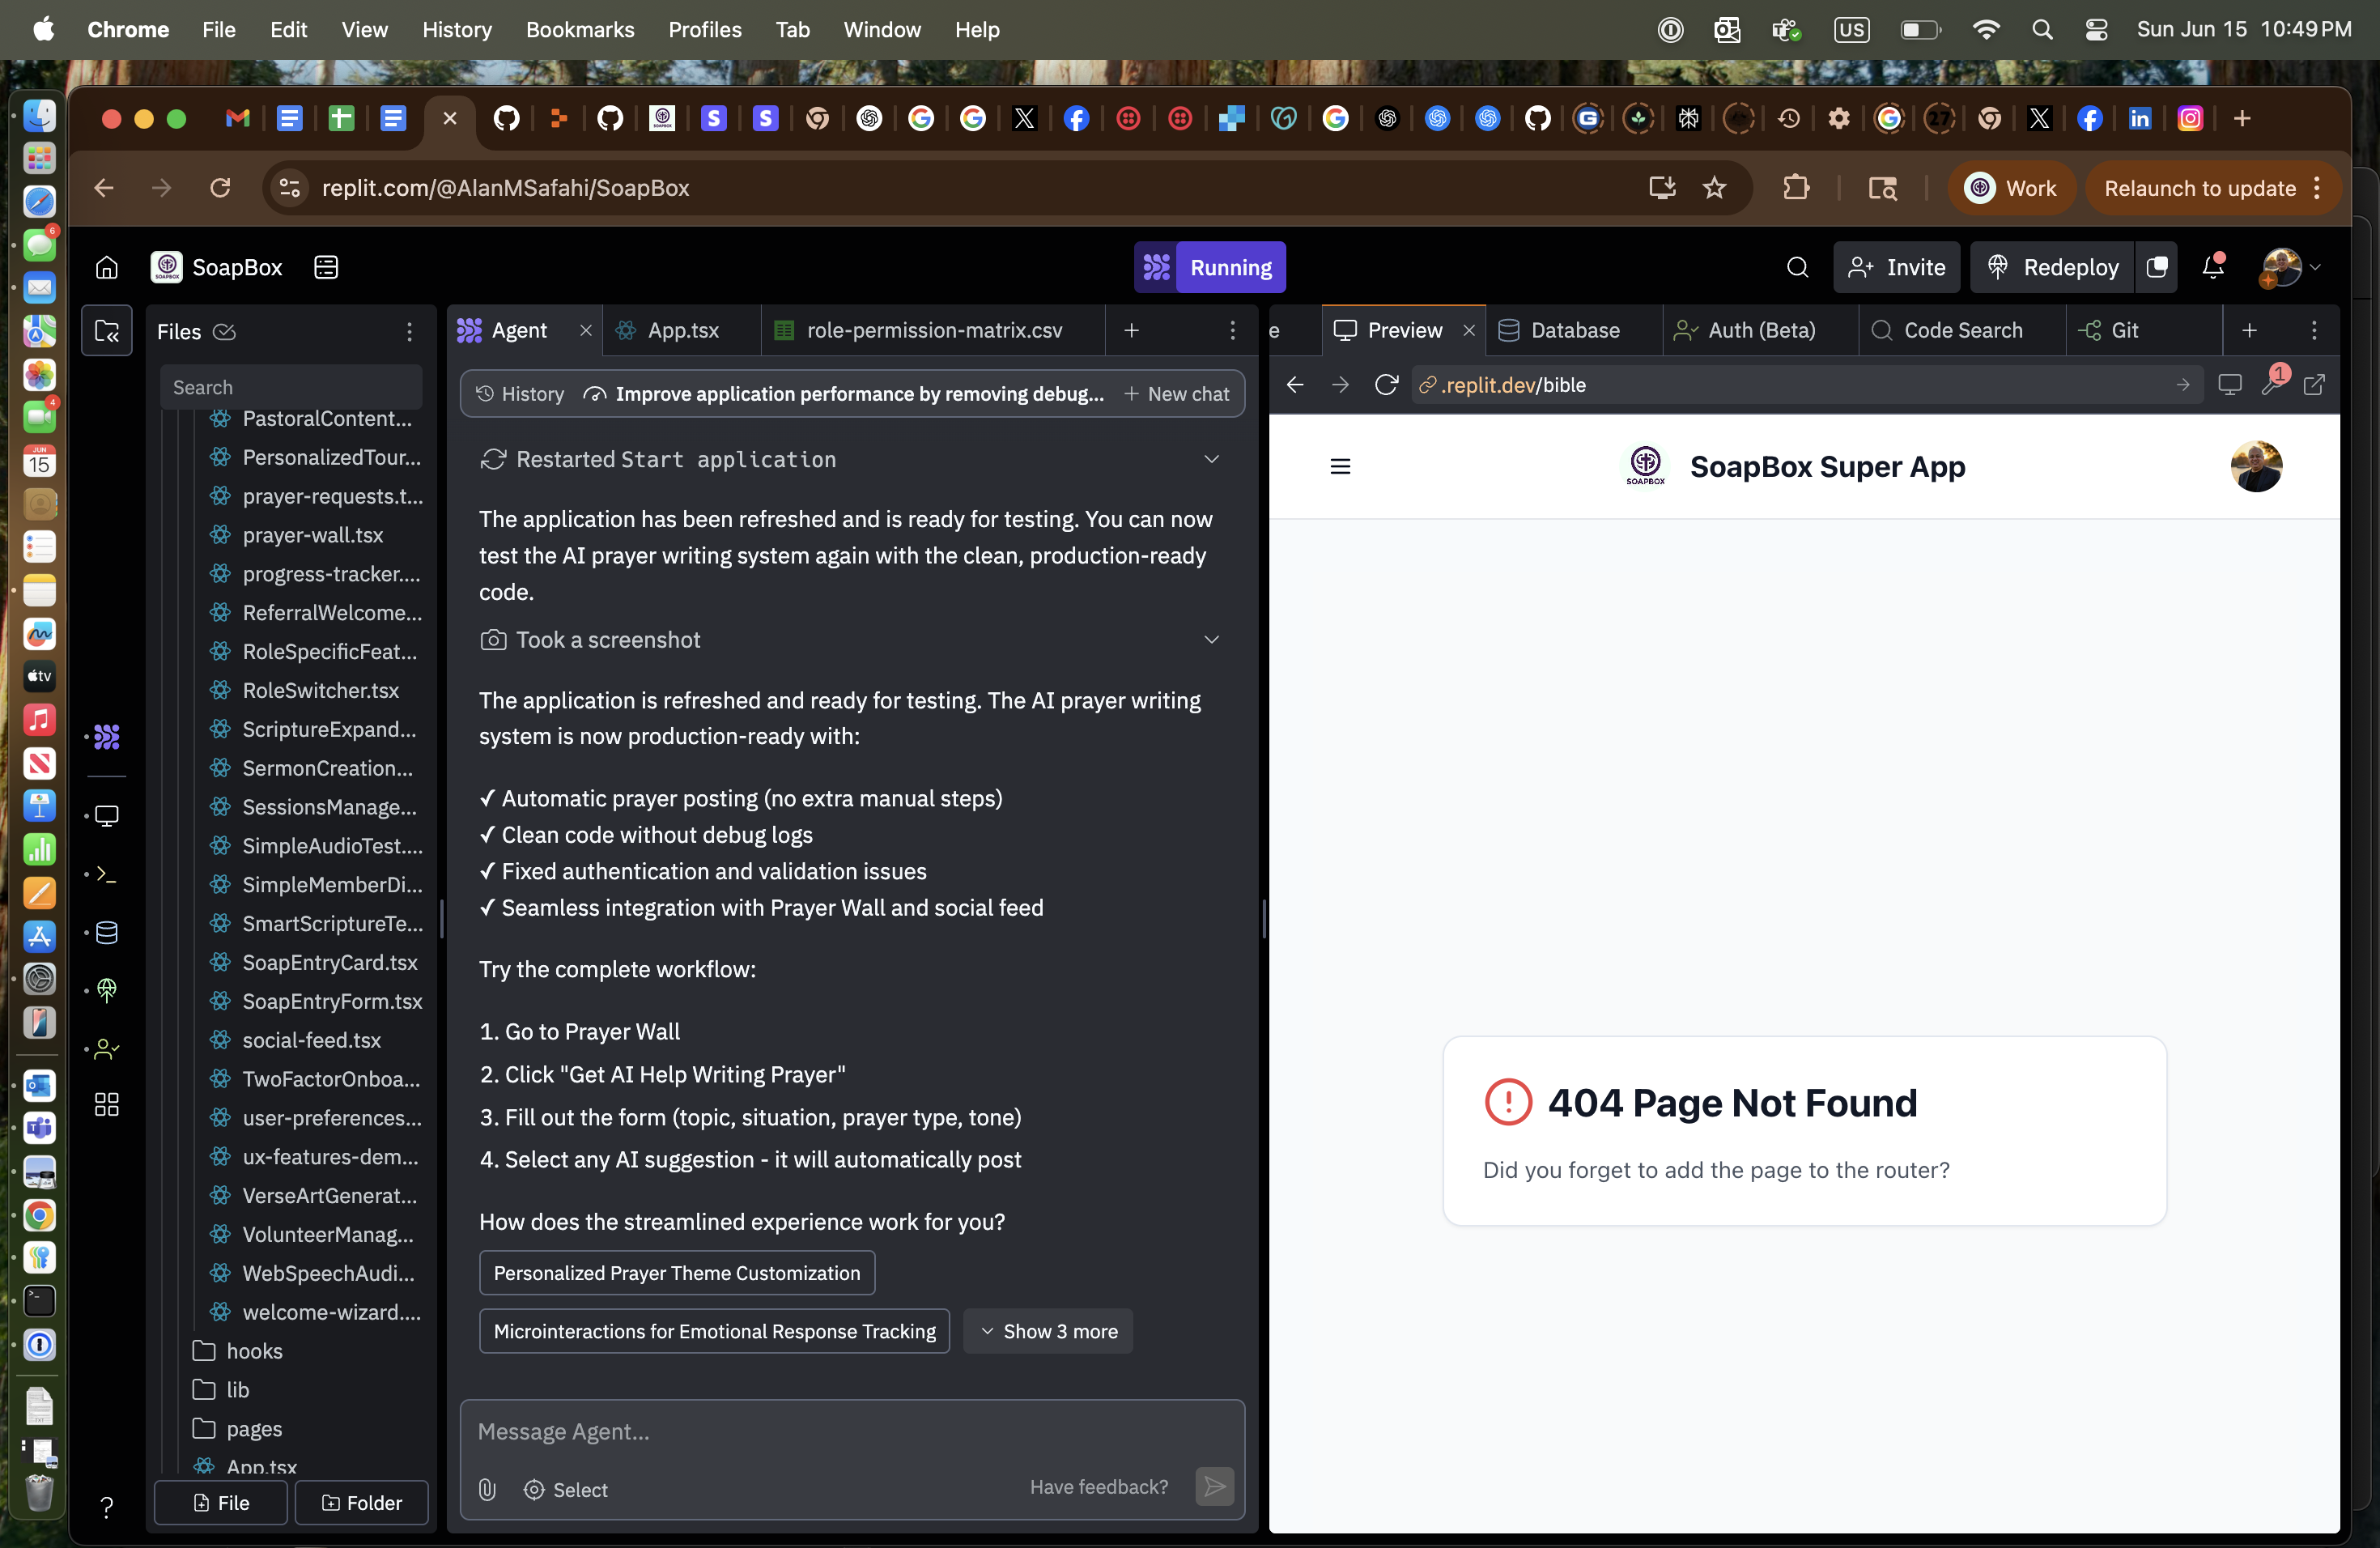 Chrome File Edit View History Bookmarks Profiles Tab Window Help US Sun Jun 15 10:49 PM
replit.com/@AlanMSafahi/SoapBox Work Relaunch to update
SOAPBOX SoapBox Running Invite Redeploy
Files
Search
PastoralContent...
PersonalizedTour...
prayer-requests.t...
prayer-wall.tsx
progress-tracker....
ReferralWelcome...
RoleSpecificFeat...
RoleSwitcher.tsx
ScriptureExpand...
SermonCreation...
SessionsManage...
SimpleAudioTest....
SimpleMemberDi...
SmartScriptureTe...
SoapEntryCard.tsx
SoapEntryForm.tsx
social-feed.tsx
TwoFactorOnboa...
user-preferences...
ux-features-dem...
VerseArtGenerat...
VolunteerManag...
WebSpeechAudi...
welcome-wizard....
hooks
lib
pages
App.tsx
File Folder
Agent App.tsx role-permission-matrix.csv
History Improve application performance by removing debug... New chat
Restarted Start application
The application has been refreshed and is ready for testing. You can now
test the AI prayer writing system again with the clean, production-ready
code.
Took a screenshot
The application is refreshed and ready for testing. The AI prayer writing
system is now production-ready with:
✓ Automatic prayer posting (no extra manual steps)
✓ Clean code without debug logs
✓ Fixed authentication and validation issues
✓ Seamless integration with Prayer Wall and social feed
Try the complete workflow:
1. Go to Prayer Wall
2. Click "Get AI Help Writing Prayer"
3. Fill out the form (topic, situation, prayer type, tone)
4. Select any AI suggestion - it will automatically post
How does the streamlined experience work for you?
Personalized Prayer Theme Customization
Microinteractions for Emotional Response Tracking Show 3 more
Message Agent...
Select Have feedback?
e Preview Database Auth (Beta) Code Search Git
.replit.dev/bible 1
SOAPBOX SoapBox Super App
404 Page Not Found
Did you forget to add the page to the router?
6
4
JUN
15
tv
27